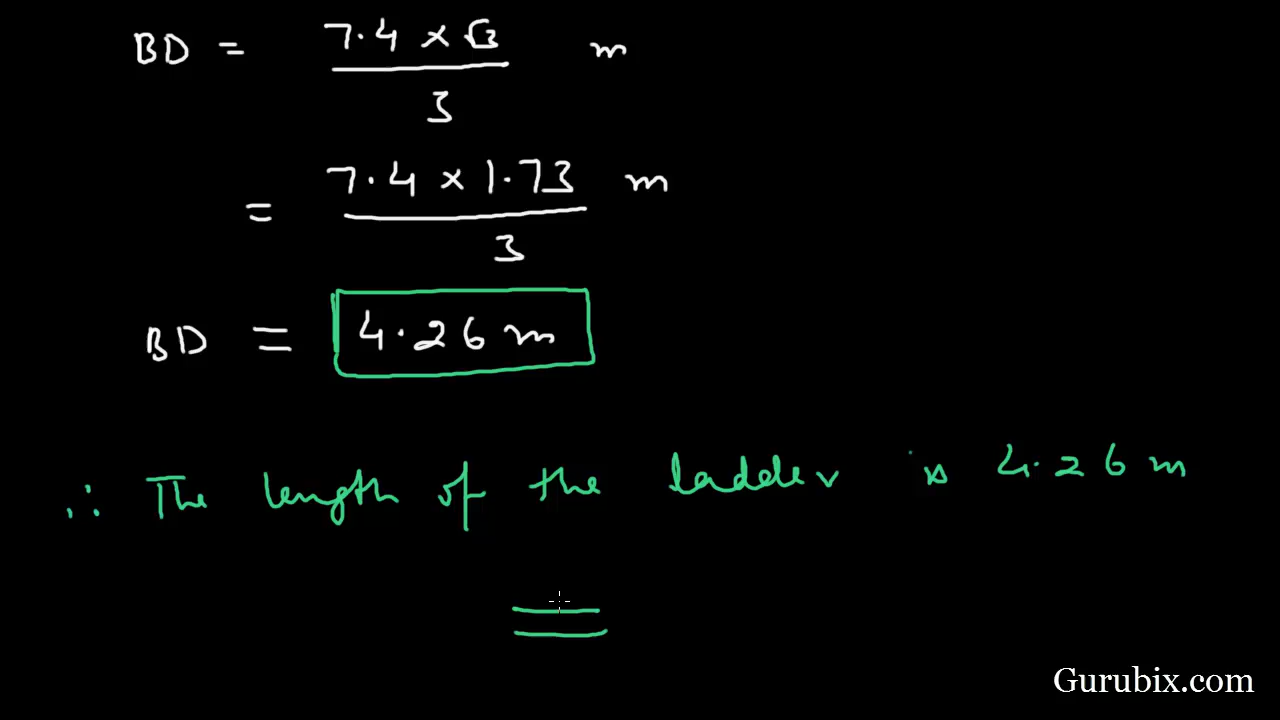 BD = 7.4 × √3 / 3 m
= 7.4 × 1.73 / 3 m
BD = 4.26 m
∴ The length of the ladder is 4.26 m
Gurubix.com